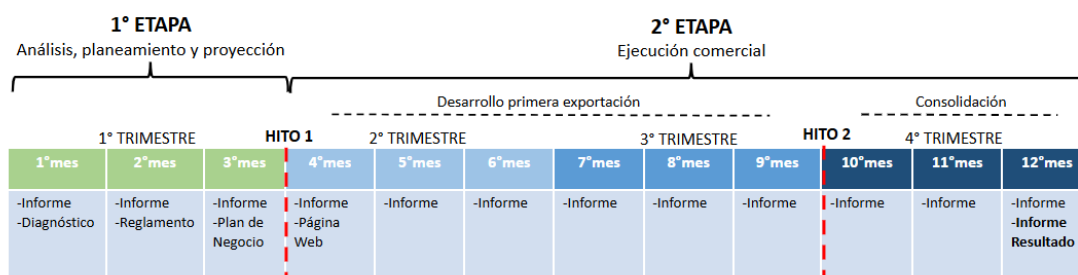 1° ETAPA
Análisis, planeamiento y proyección
2° ETAPA
Ejecución comercial
Desarrollo primera exportación
Consolidación
1° TRIMESTRE
HITO 1
2° TRIMESTRE
3° TRIMESTRE
HITO 2
4° TRIMESTRE
1°mes
2°mes
3°mes
4°mes
5°mes
6°mes
7°mes
8°mes
9°mes
10°mes
11°mes
12°mes
-Informe
-Diagnóstico
-Informe
-Reglamento
-Informe
-Plan de
Negocio
-Informe
-Página
Web
-Informe
-Informe
-Informe
-Informe
-Informe
-Informe
-Informe
-Informe
-Informe
Resultado